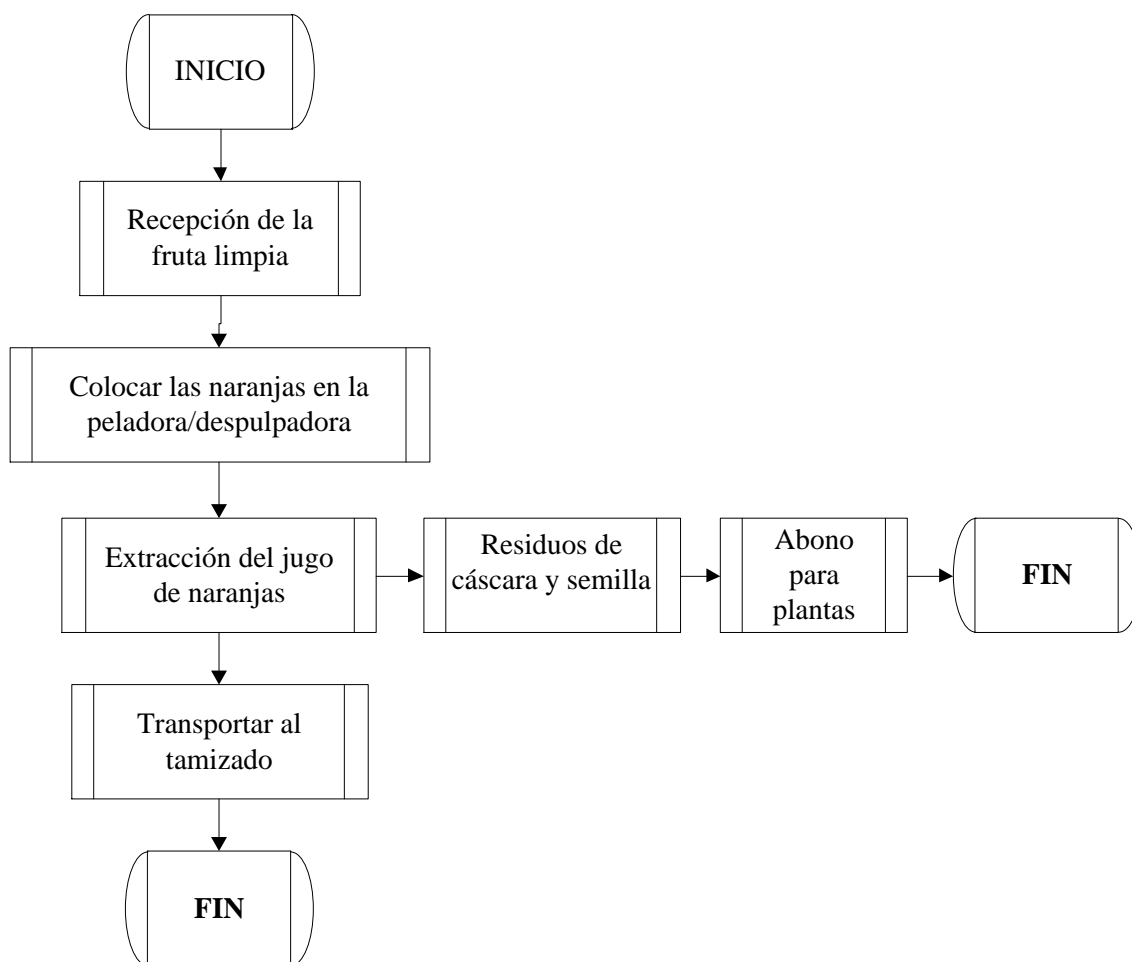 INICIO
Recepción de la
fruta limpia
Colocar las naranjas en la
peladora/despulpadora
Extracción del jugo
de naranjas
Residuos de
cáscara y semilla
Abono
para
plantas
FIN
Transportar al
tamizado
FIN